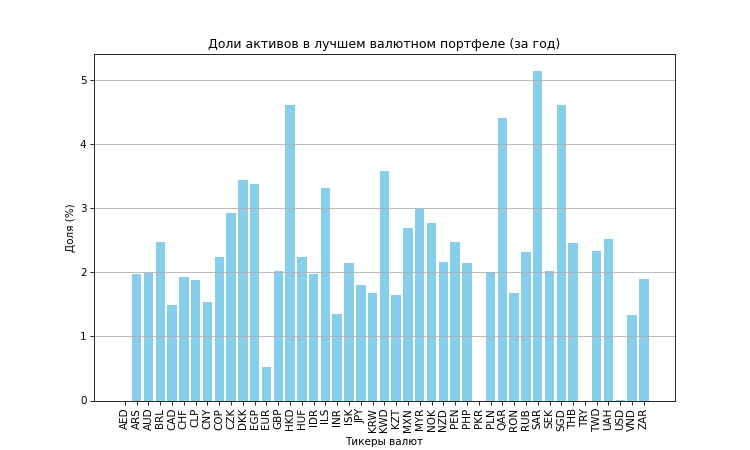 Доли активов в лучшем валютном портфеле (за год)
Доля (%)
5
4
3
2
1
0
AED ARS AUD BRL CAD CHF CLP CNY COP CZK DKK EGP EUR GBP HKD HUF IDR ILS INR ISK JPY KRW KWD KZT MXN MYR NOK NZD PEN PHP PKR PLN QAR RON RUB SAR SEK SGD THB TRY TWD UAH USD VND ZAR
Тикеры валют